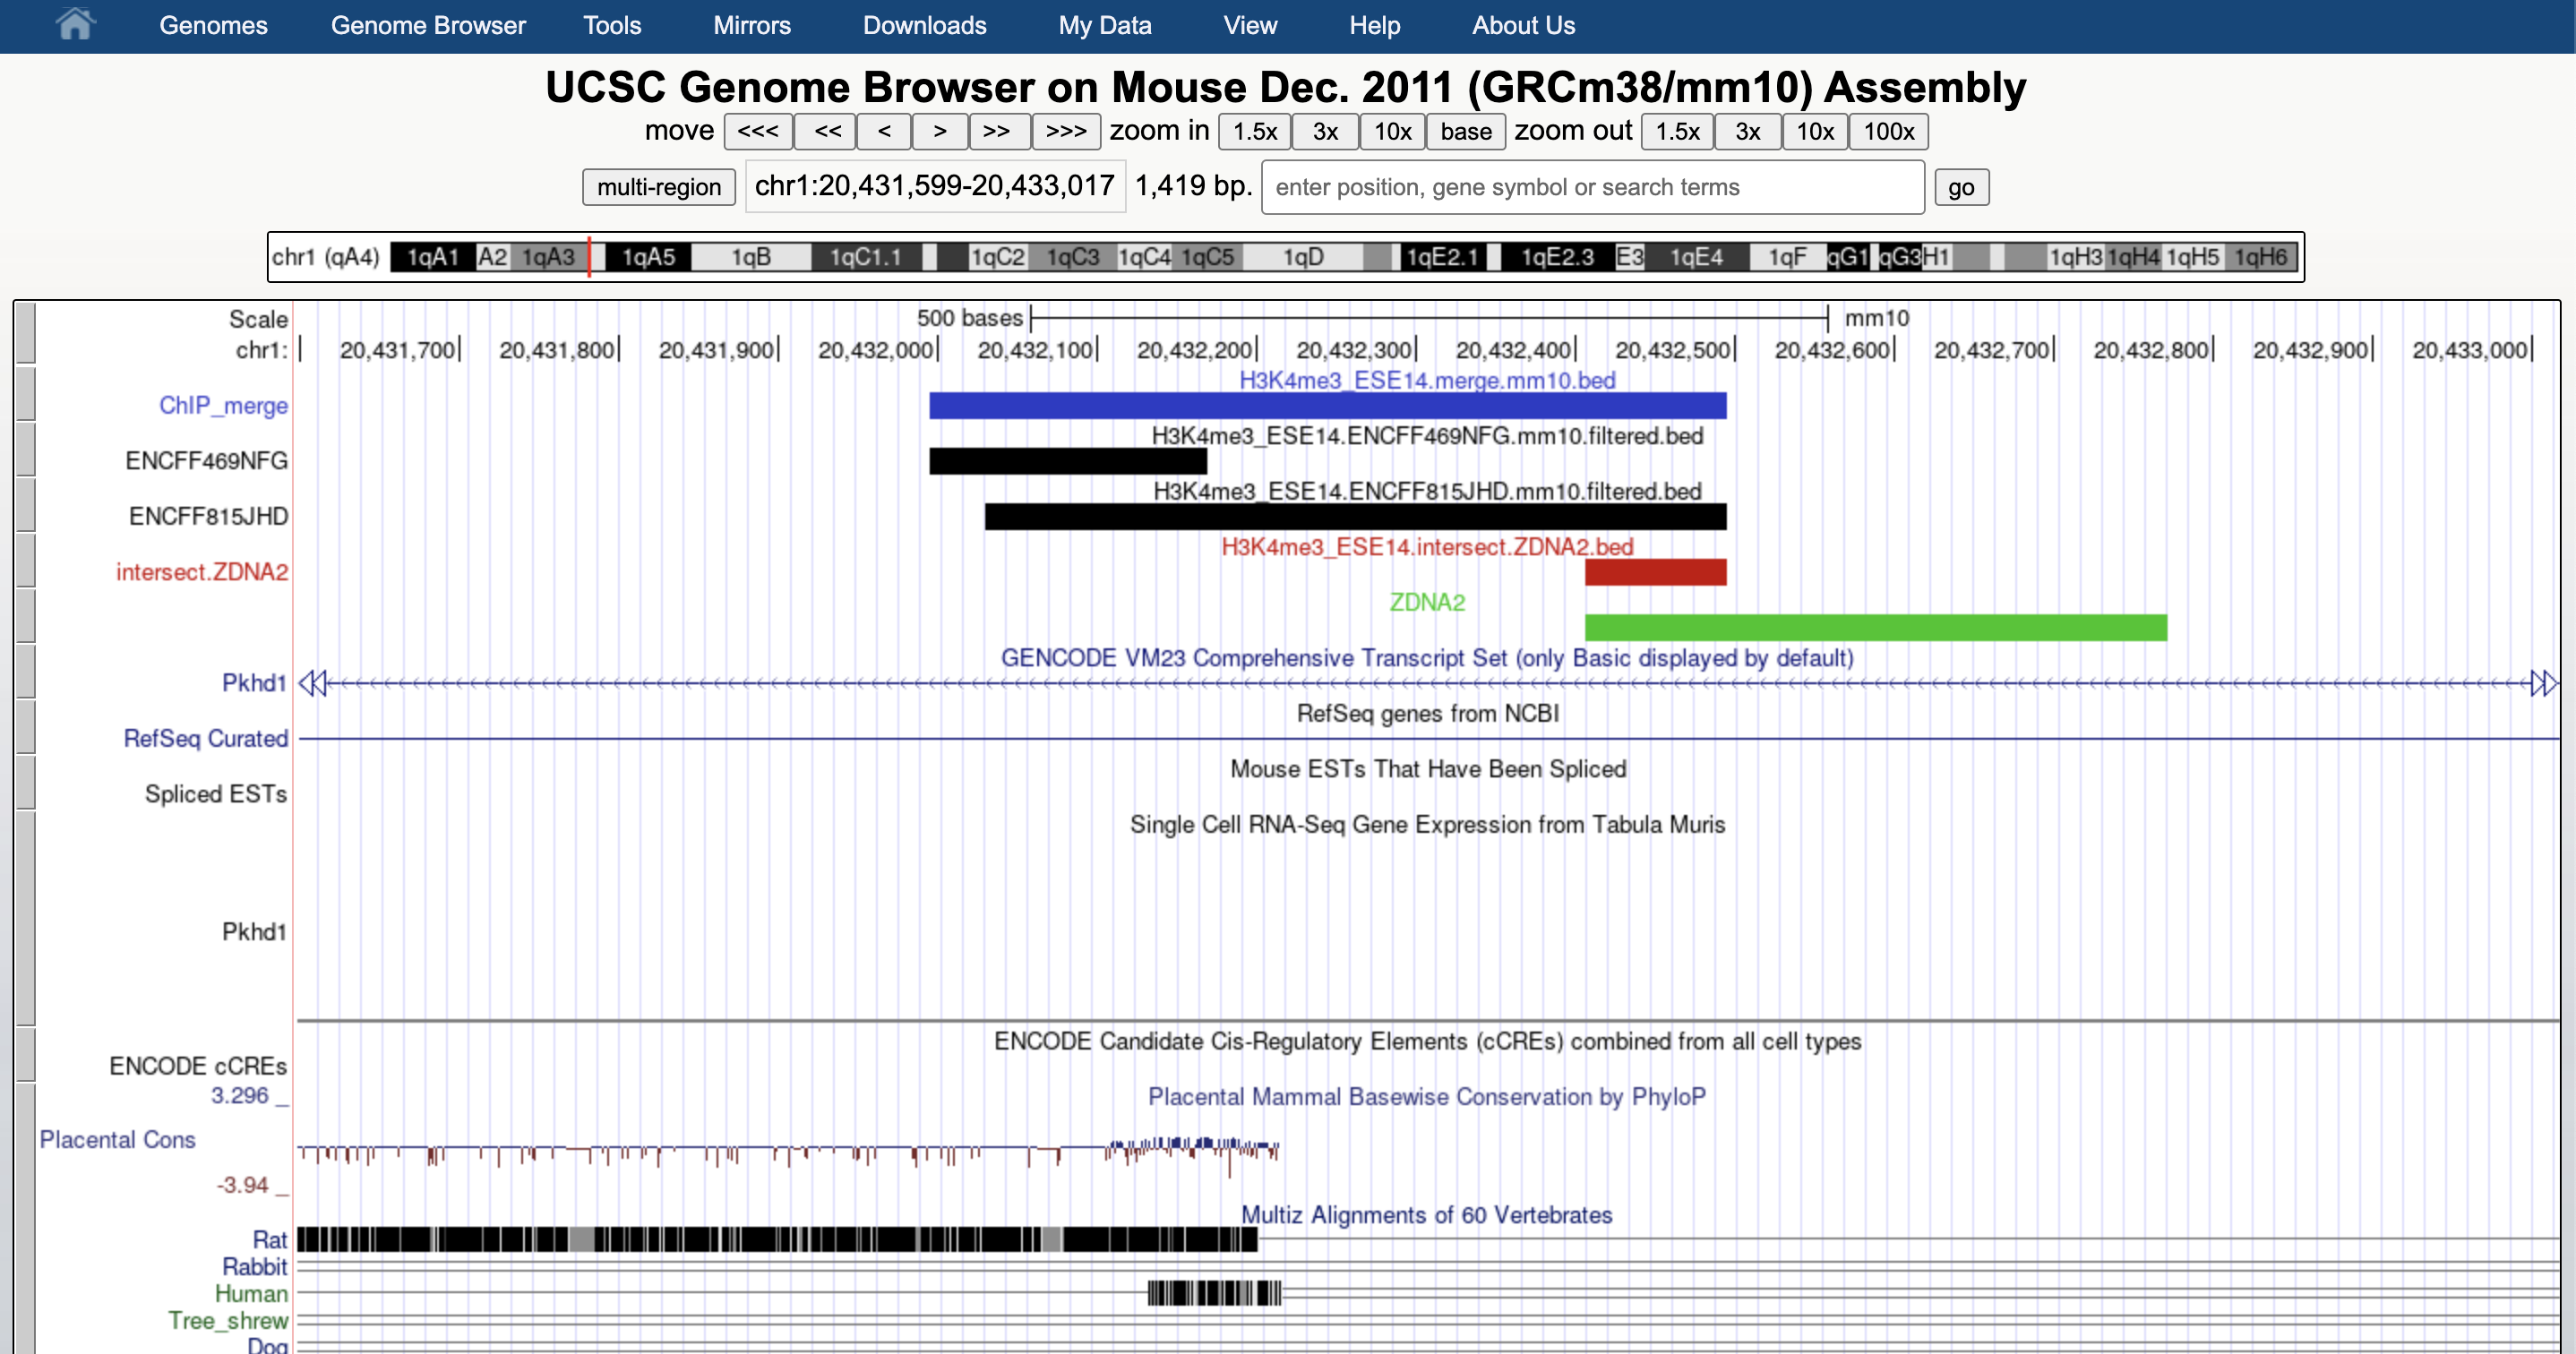 Genomes Genome Browser Tools Mirrors Downloads My Data View Help About Us
UCSC Genome Browser on Mouse Dec. 2011 (GRCm38/mm10) Assembly
move <<< << < > >> >>> zoom in 1.5x 3x 10x base zoom out 1.5x 3x 10x 100x
multi-region chr1:20,431,599-20,433,017 1,419 bp. enter position, gene symbol or search terms go
chr1 (qA4) 1qA1 A2 1qA3 1qA5 1qB 1qC1.1 1qC2 1qC3 1qC4 1qC5 1qD 1qE2.1 1qE2.3 E3 1qE4 1qF qG1 qG3 H1 1qH3 1qH4 1qH5 1qH6
Scale 500 bases mm10
chr1: 20,431,700 20,431,800 20,431,900 20,432,000 20,432,100 20,432,200 20,432,300 20,432,400 20,432,500 20,432,600 20,432,700 20,432,800 20,432,900 20,433,000
H3K4me3_ESE14.merge.mm10.bed
ChIP_merge
H3K4me3_ESE14.ENCFF469NFG.mm10.filtered.bed
ENCFF469NFG
H3K4me3_ESE14.ENCFF815JHD.mm10.filtered.bed
ENCFF815JHD
H3K4me3_ESE14.intersect.ZDNA2.bed
intersect.ZDNA2
ZDNA2
GENCODE VM23 Comprehensive Transcript Set (only Basic displayed by default)
Pkhd1
RefSeq genes from NCBI
RefSeq Curated
Mouse ESTs That Have Been Spliced
Spliced ESTs
Single Cell RNA-Seq Gene Expression from Tabula Muris
Pkhd1
ENCODE Candidate Cis-Regulatory Elements (cCREs) combined from all cell types
ENCODE cCREs
3.296 _
Placental Mammal Basewise Conservation by PhyloP
Placental Cons
-3.94 _
Multiz Alignments of 60 Vertebrates
Rat
Rabbit
Human
Tree_shrew
Dog